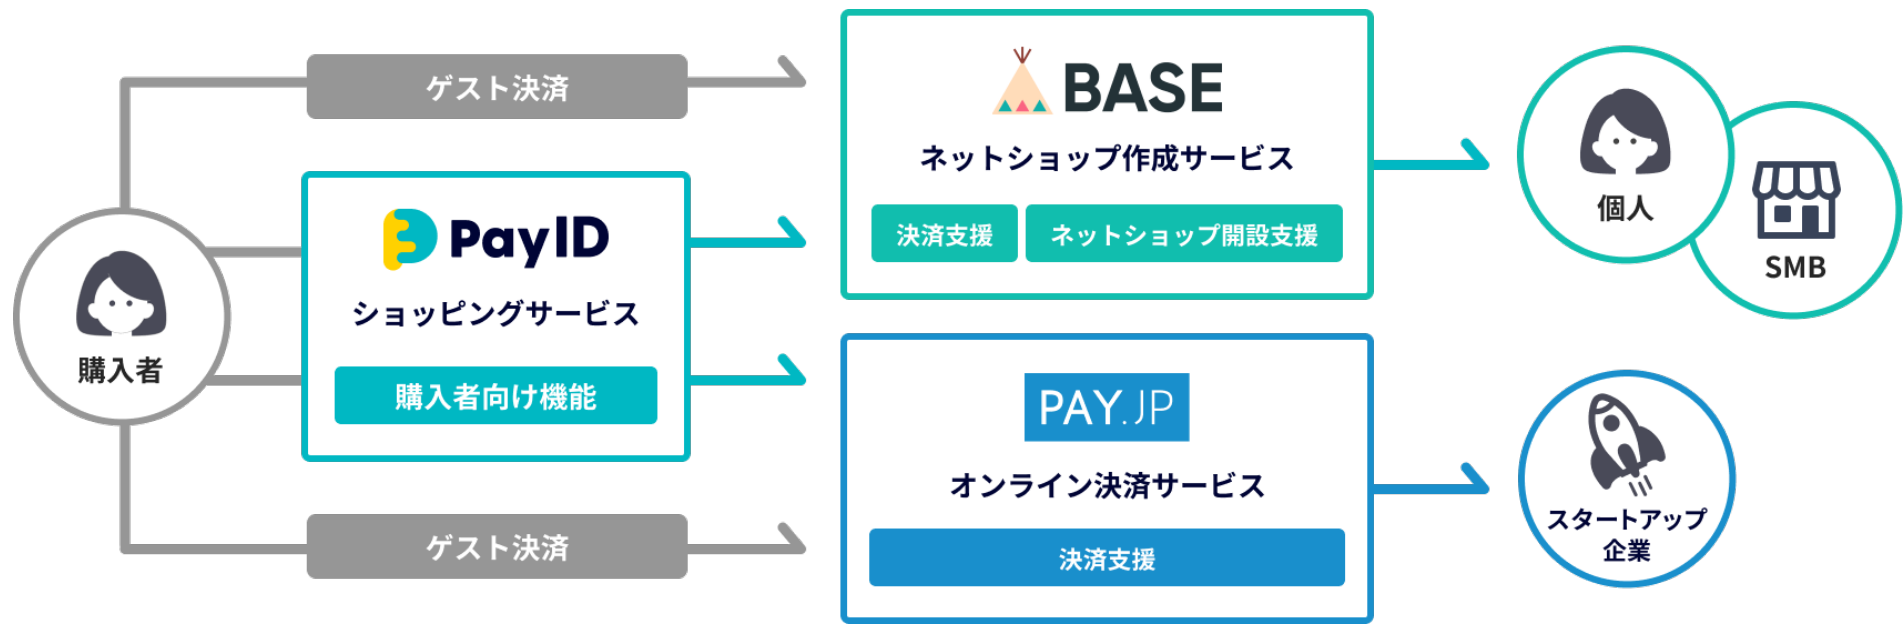 ゲスト決済
購入者
PayID
ショッピングサービス
購入者向け機能
ゲスト決済
BASE
ネットショップ作成サービス
決済支援
ネットショップ開設支援
PAY.JP
オンライン決済サービス
決済支援
個人
SMB
スタートアップ
企業